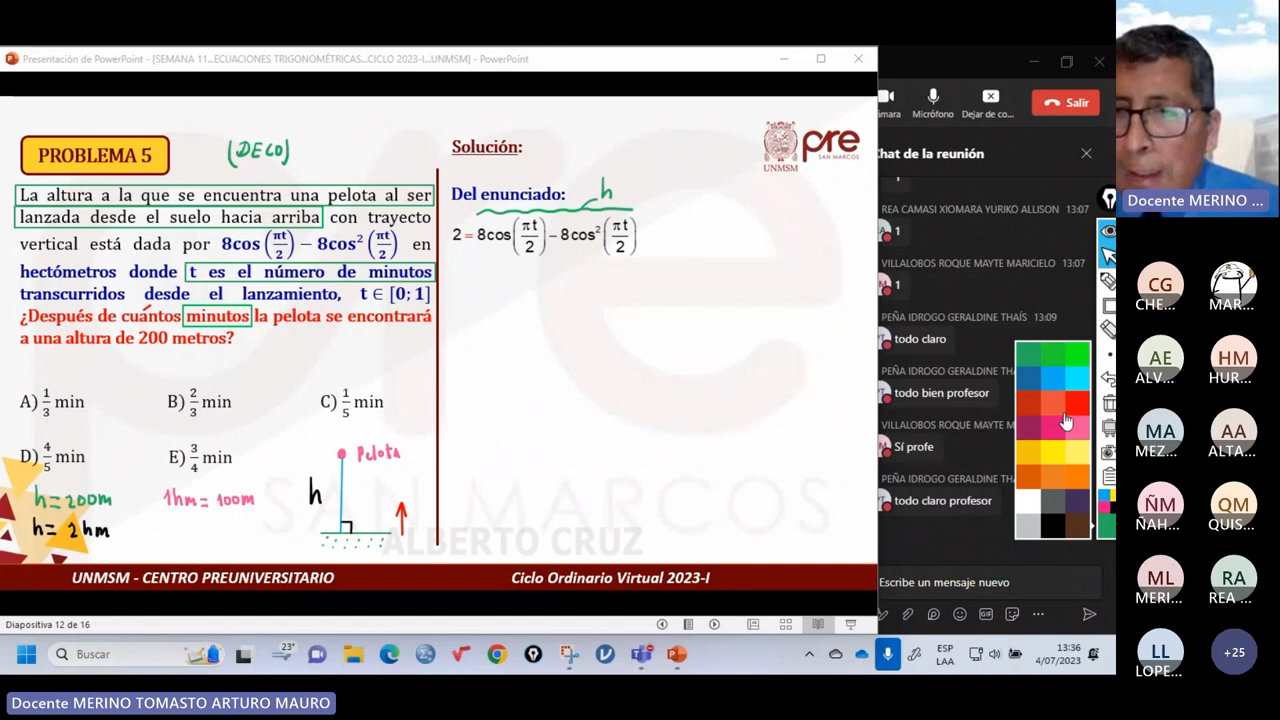 Presentación de PowerPoint - [SEMANA 11...ECUACIONES TRIGONOMÉTRICAS...CICLO 2023-I...UNMSM] - PowerPoint
PROBLEMA 5
(DECO)
La altura a la que se encuentra una pelota al ser
lanzada desde el suelo hacia arriba con trayecto
vertical está dada por 8cos(πt/2) − 8cos²(πt/2) en
hectómetros donde t es el número de minutos
transcurridos desde el lanzamiento, t ∈ [0; 1]
¿Después de cuántos minutos la pelota se encontrará
a una altura de 200 metros?
A) 1/3 min
B) 2/3 min
C) 1/5 min
D) 4/5 min
E) 3/4 min
h = 200m
1hm = 100m
h = 2hm
h
Pelota
Solución:
Del enunciado:
h
2 = 8cos(πt/2) − 8cos²(πt/2)
UNMSM
pre
SAN MARCOS
SAN MARCOS
ALBERTO CRUZ
UNMSM - CENTRO PREUNIVERSITARIO
Ciclo Ordinario Virtual 2023-I
Diapositiva 12 de 16
Micrófono
Dejar de co...
Salir
Chat de la reunión
1
REA CAMASI XIOMARA YURIKO ALLISON 13:07
1
VILLALOBOS ROQUE MAYTE MARICIELO 13:07
1
PEÑA IDROGO GERALDINE THAÍS 13:09
todo claro
PEÑA IDROGO GERALDINE THA
todo bien profesor
VILLALOBOS ROQUE MAYTE M
Sí profe
PEÑA IDROGO GERALDINE THA
todo claro profesor
Escribe un mensaje nuevo
GIF
Docente MERINO ...
CG
CHE...
MAR...
AE
ALV...
HM
HUR...
MA
MEZ...
AA
ALTA...
ÑM
ÑAH...
QM
QUIS...
ML
MERI...
RA
REA ...
LL
LOPE...
+25
Buscar
23°
ESP
LAA
13:36
4/07/2023
Docente MERINO TOMASTO ARTURO MAURO